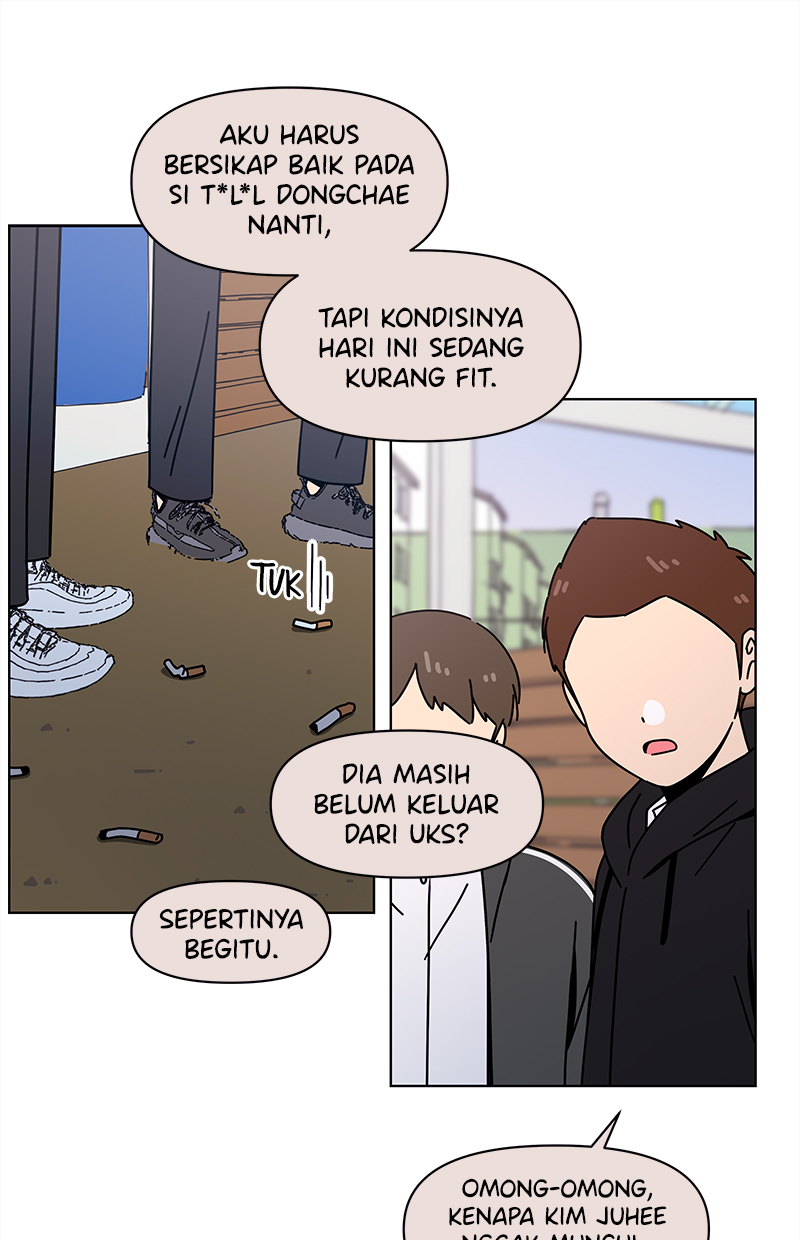 AKU HARUS
BERSIKAP BAIK PADA
SI T*L*L DONGCHAE
NANTI,
TAPI KONDISINYA
HARI INI SEDANG
KURANG FIT.
TUK
DIA MASIH
BELUM KELUAR
DARI UKS?
SEPERTINYA
BEGITU.
OMONG-OMONG,
KENAPA KIM JUHEE
NGGAK